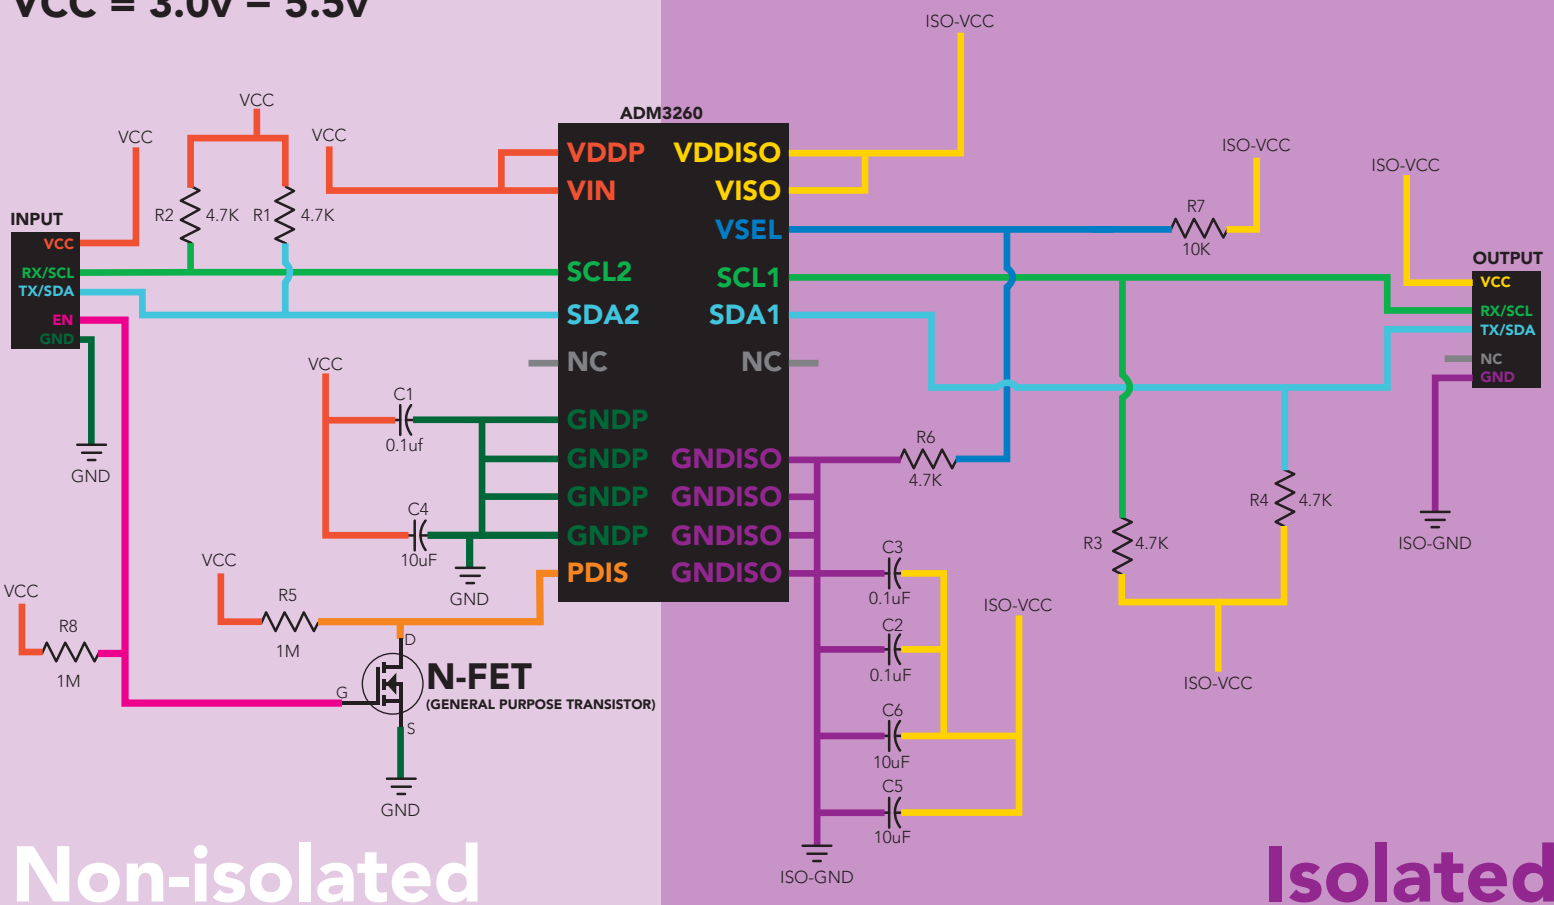 VCC = 3.0v – 5.5v
ISO-VCC
VCC
ADM3260
VCC
VCC
ISO-VCC
ISO-VCC
INPUT
VCC
RX/SCL
TX/SDA
EN
GND
R2
4.7K
R1
4.7K
VDDP
VIN
SCL2
SDA2
NC
GNDP
GNDP
GNDP
GNDP
PDIS
VDDISO
VISO
VSEL
SCL1
SDA1
NC
GNDISO
GNDISO
GNDISO
GNDISO
R7
10K
OUTPUT
VCC
RX/SCL
TX/SDA
NC
GND
GND
VCC
C1
0.1uf
C4
10uF
GND
R6
4.7K
R4
4.7K
R3
4.7K
ISO-GND
ISO-VCC
VCC
R5
1M
VCC
R8
1M
D
G
S
N-FET
(GENERAL PURPOSE TRANSISTOR)
GND
C3
0.1uF
C2
0.1uF
C6
10uF
C5
10uF
ISO-VCC
ISO-GND
Non-isolated
Isolated